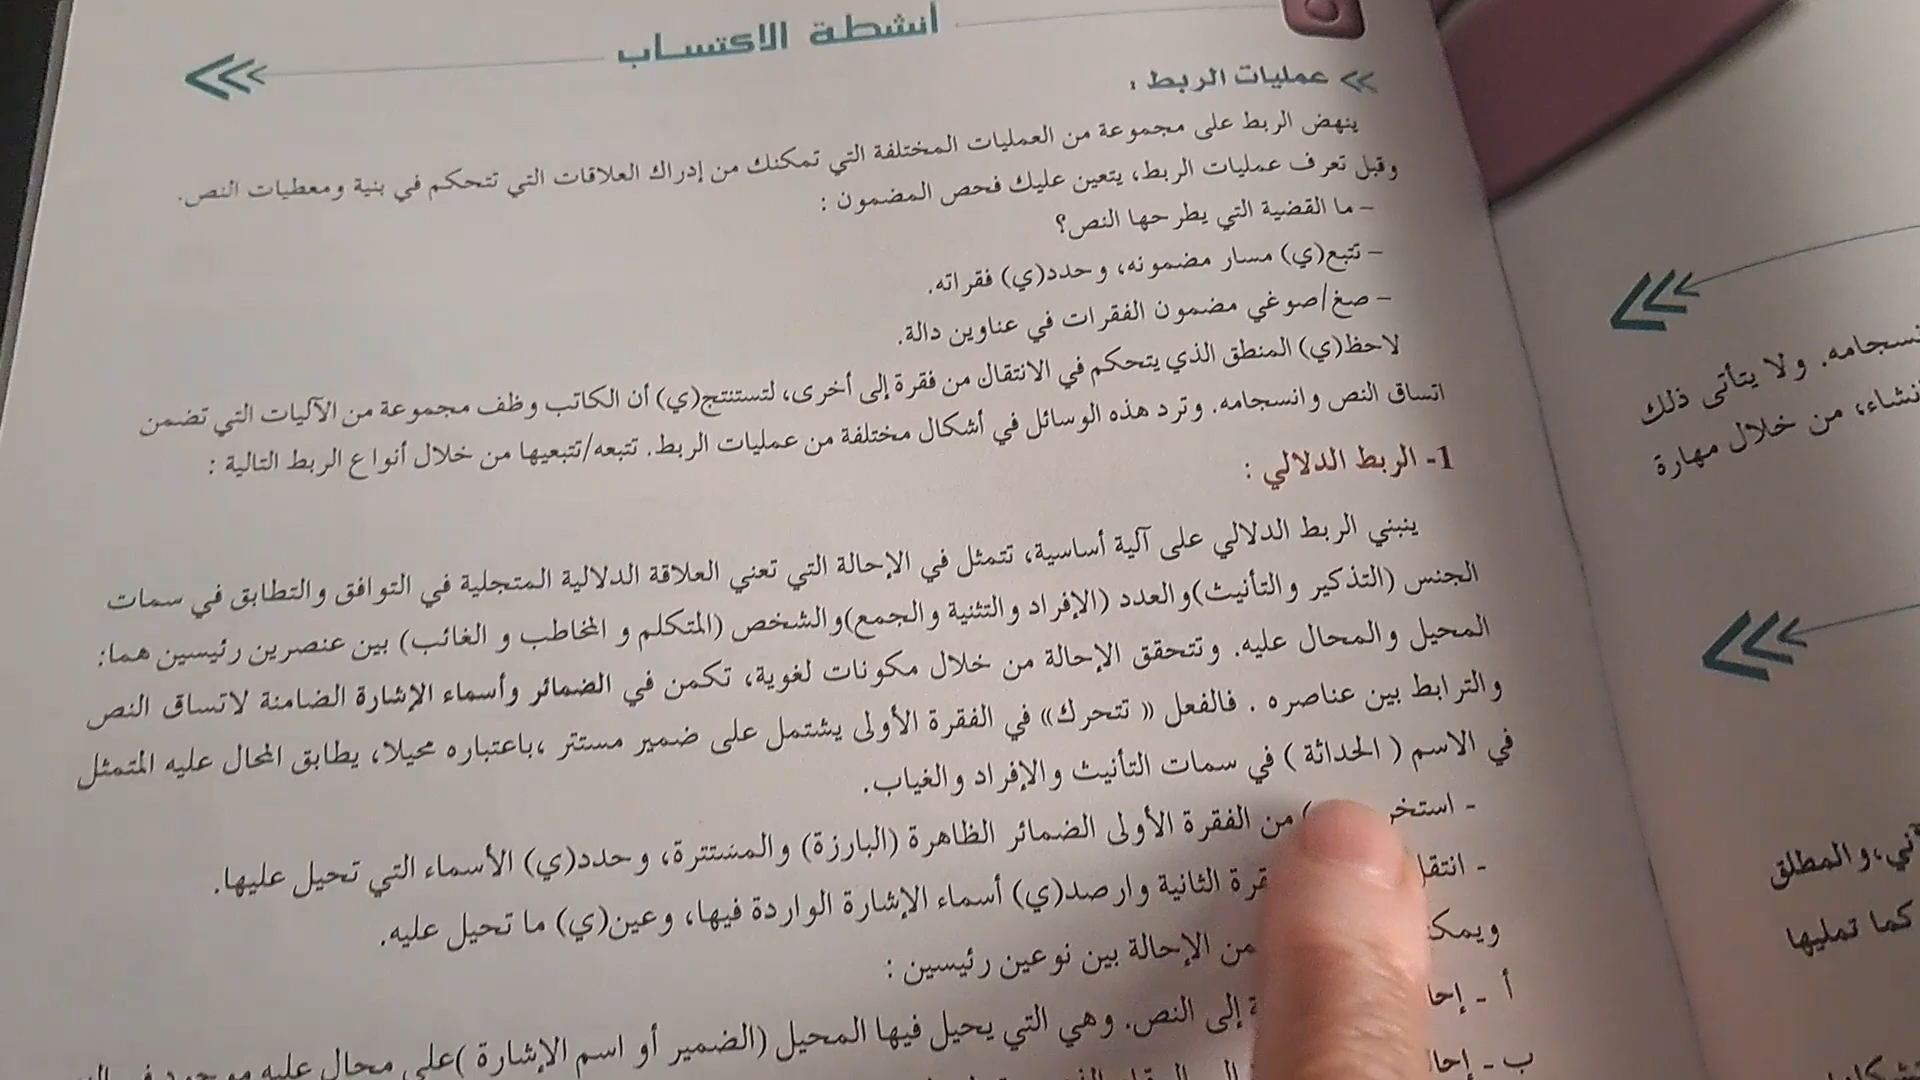 أنشطة الاكتساب
عمليات الربط :
ينهض الربط على مجموعة من العمليات المختلفة التي تمكنك من إدراك العلاقات التي تتحكم في بنية ومعطيات النص.
وقبل تعرف عمليات الربط، يتعين عليك فحص المضمون :
- ما القضية التي يطرحها النص؟
- تتبع(ي) مسار مضمونه، وحدد(ي) فقراته.
- صغ/صوغي مضمون الفقرات في عناوين دالة.
لاحظ(ي) المنطق الذي يتحكم في الانتقال من فقرة إلى أخرى، لتستنتج(ي) أن الكاتب وظف مجموعة من الآليات التي تضمن
اتساق النص وانسجامه. وترد هذه الوسائل في أشكال مختلفة من عمليات الربط. تتبعه/تتبعيها من خلال أنواع الربط التالية :
1- الربط الدلالي :
ينبني الربط الدلالي على آلية أساسية، تتمثل في الإحالة التي تعني العلاقة الدلالية المتجلية في التوافق والتطابق في سمات
الجنس (التذكير والتأنيث)والعدد (الإفراد والتثنية والجمع)والشخص (المتكلم و المخاطب و الغائب) بين عنصرين رئيسين هما:
المحيل والمحال عليه. وتتحقق الإحالة من خلال مكونات لغوية، تكمن في الضمائر وأسماء الإشارة الضامنة لاتساق النص
والترابط بين عناصره . فالفعل « تتحرك» في الفقرة الأولى يشتمل على ضمير مستتر ،باعتباره محيلا، يطابق المحال عليه المتمثل
في الاسم ( الحداثة ) في سمات التأنيث والإفراد والغياب.
- من الفقرة الأولى الضمائر الظاهرة (البارزة) والمستترة، وحدد(ي) الأسماء التي تحيل عليها.
- الثانية وارصد(ي) أسماء الإشارة الواردة فيها، وعين(ي) ما تحيل عليه.
من الإحالة بين نوعين رئيسين :
أ - إلى النص. وهي التي يحيل فيها المحيل (الضمير أو اسم الإشارة )على محال عليه موجود في
ب -
نسجامه. ولا يتأتى ذلك
من خلال مهارة
والمطلق
كما تمليها